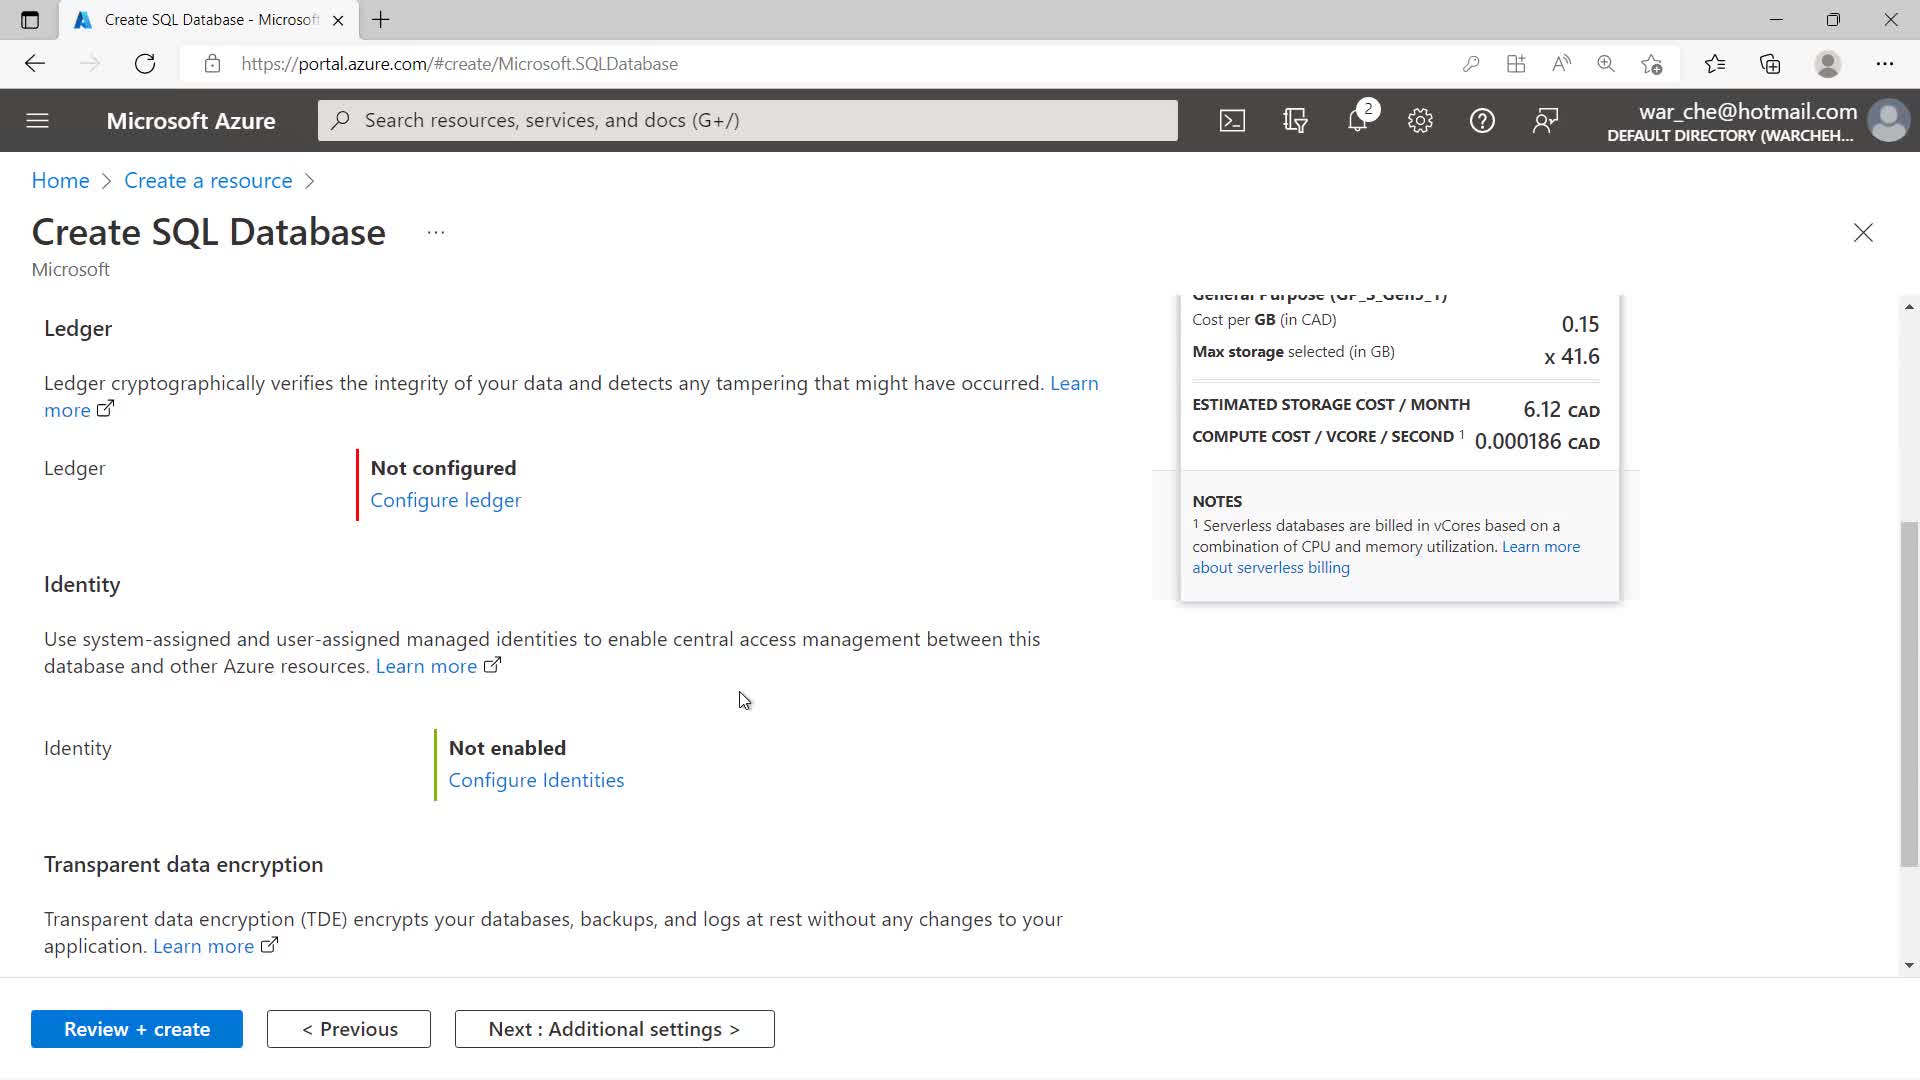 Create SQL Database - Microsoft
https://portal.azure.com/#create/Microsoft.SQLDatabase
Microsoft Azure
Search resources, services, and docs (G+/)
2
war_che@hotmail.com
DEFAULT DIRECTORY (WARCHEH...
Home > Create a resource >
Create SQL Database ...
Microsoft
Ledger
Ledger cryptographically verifies the integrity of your data and detects any tampering that might have occurred. Learn
more
Ledger
Not configured
Configure ledger
Identity
Use system-assigned and user-assigned managed identities to enable central access management between this
database and other Azure resources. Learn more
Identity
Not enabled
Configure Identities
Transparent data encryption
Transparent data encryption (TDE) encrypts your databases, backups, and logs at rest without any changes to your
application. Learn more
General Purpose (GP_S_Gen5_1)
Cost per GB (in CAD) 0.15
Max storage selected (in GB) x 41.6
ESTIMATED STORAGE COST / MONTH 6.12 CAD
COMPUTE COST / VCORE / SECOND 1 0.000186 CAD
NOTES
1 Serverless databases are billed in vCores based on a
combination of CPU and memory utilization. Learn more
about serverless billing
Review + create
< Previous
Next : Additional settings >